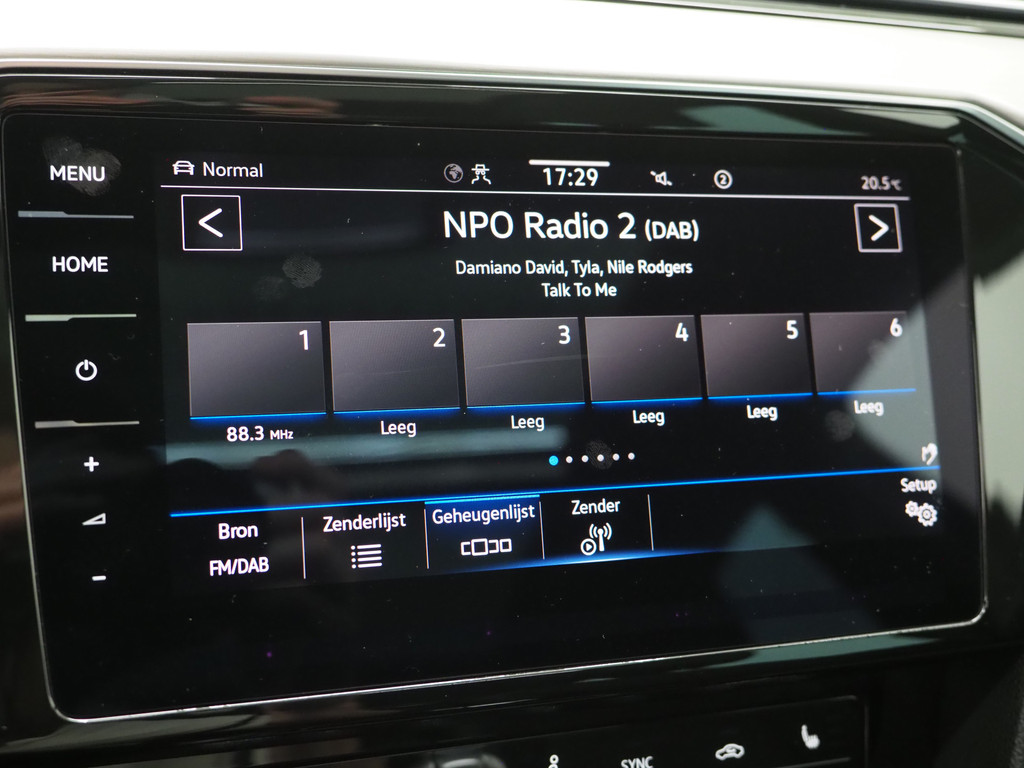 MENU
HOME
+
-
Normal
17:29
2
20.5°C
<
NPO Radio 2 (DAB)
>
Damiano David, Tyla, Nile Rodgers
Talk To Me
1
2
3
4
5
6
88.3 MHz
Leeg
Leeg
Leeg
Leeg
Leeg
Bron
FM/DAB
Zenderlijst
Geheugenlijst
Zender
Setup
SYNC